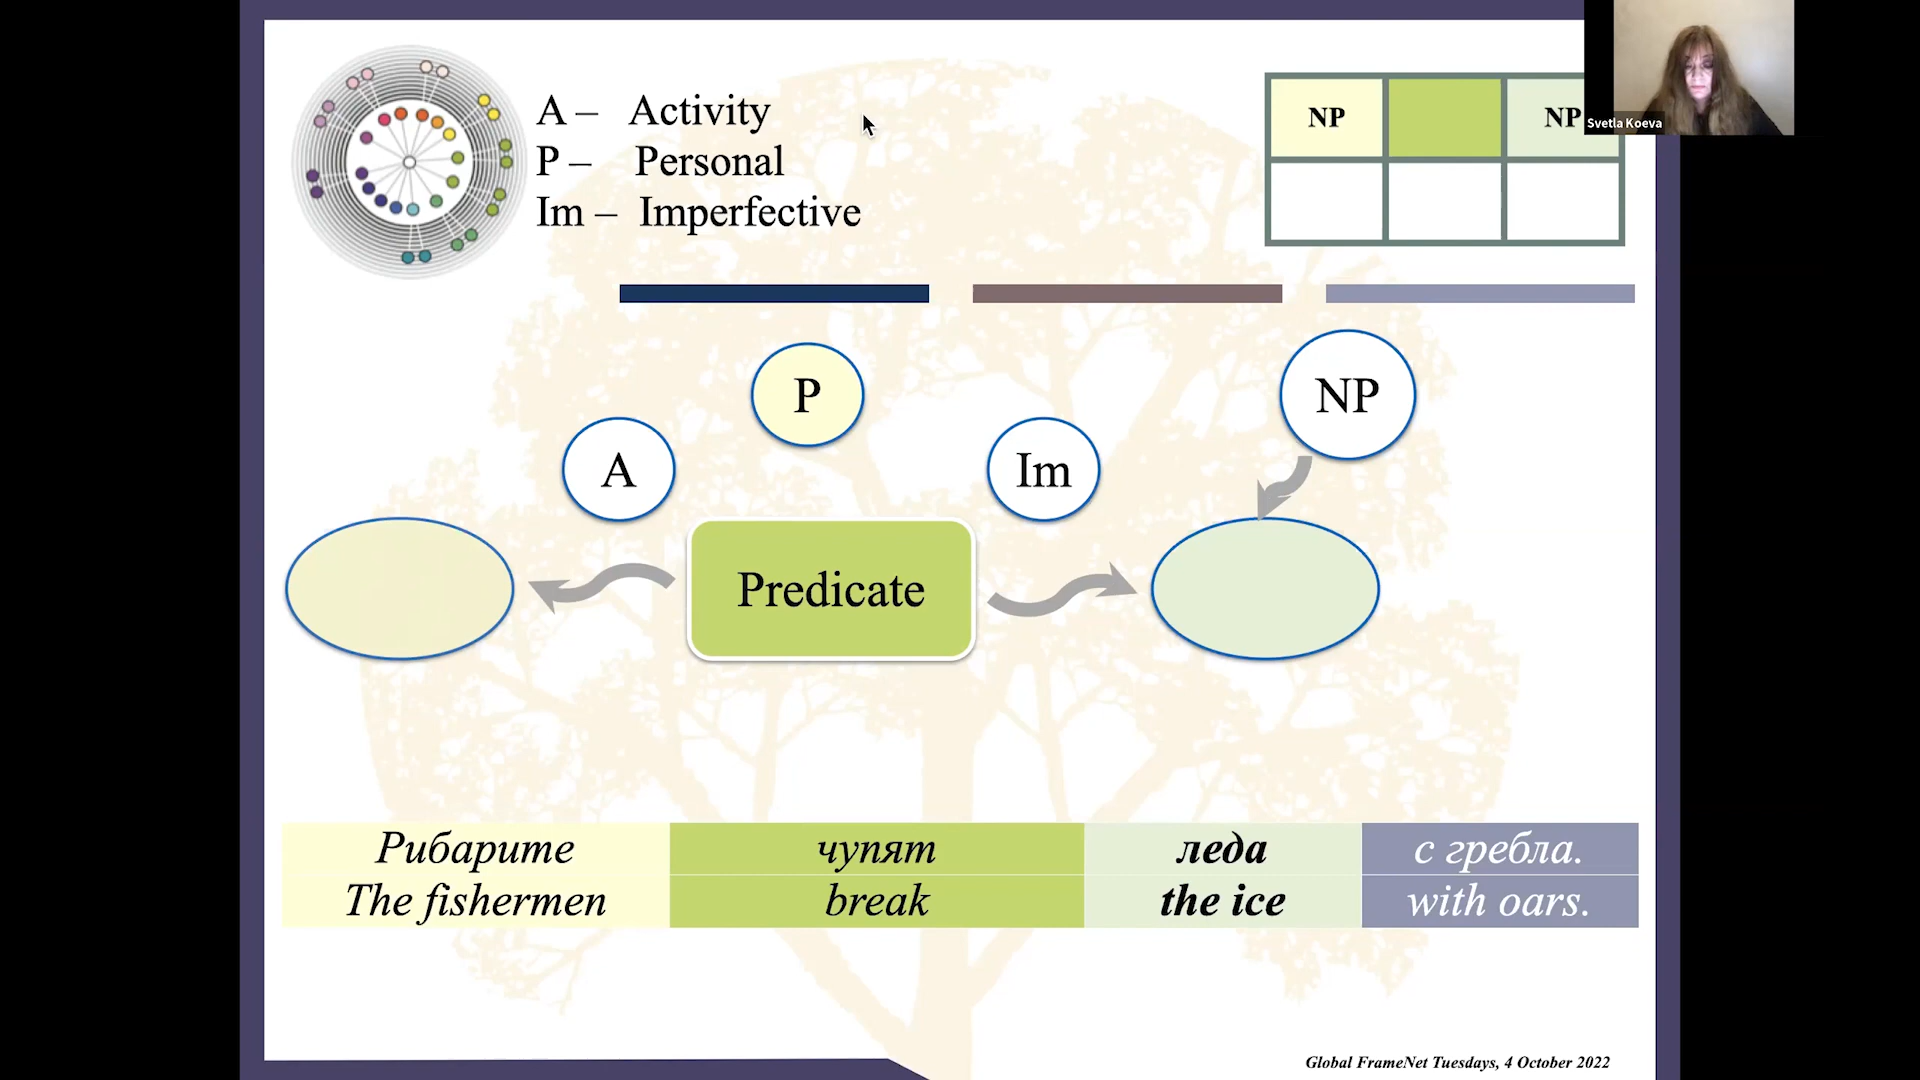 A – Activity
P – Personal
Im – Imperfective
NP NP
Svetla Koeva
P
NP
A
Im
Predicate
Рибарите чупят леда с гребла.
The fishermen break the ice with oars.
Global FrameNet Tuesdays, 4 October 2022